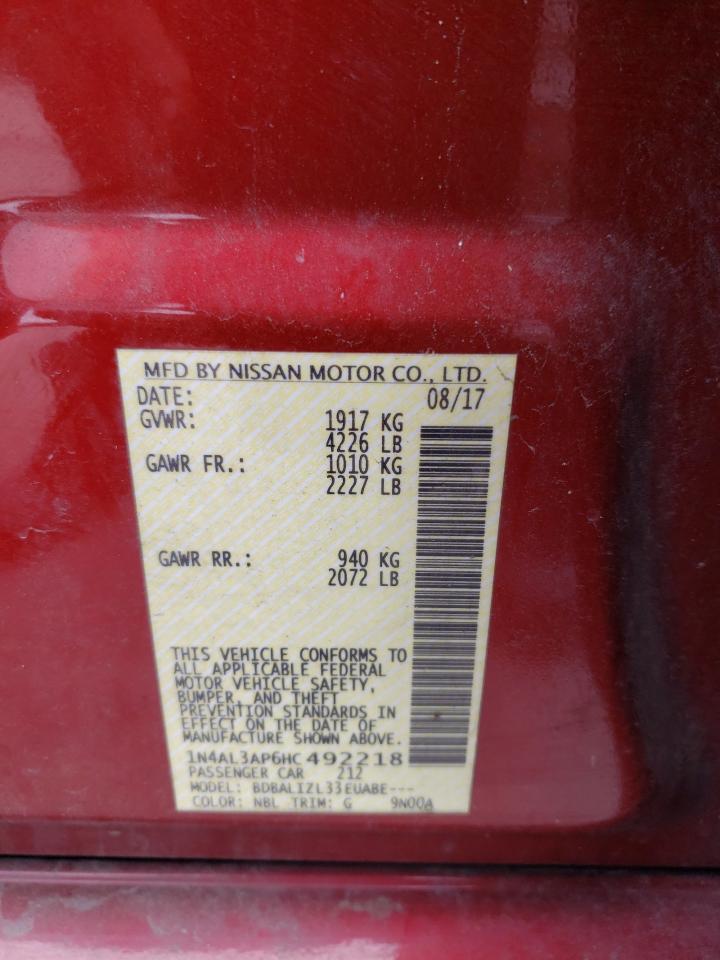 MFD BY NISSAN MOTOR CO., LTD.
DATE: 08/17
GVWR: 1917 KG
4226 LB
GAWR FR.: 1010 KG
2227 LB
GAWR RR.: 940 KG
2072 LB
THIS VEHICLE CONFORMS TO
ALL APPLICABLE FEDERAL
MOTOR VEHICLE SAFETY,
BUMPER, AND THEFT
PREVENTION STANDARDS IN
EFFECT ON THE DATE OF
MANUFACTURE SHOWN ABOVE.
1N4AL3AP6HC492218
PASSENGER CAR 212
MODEL: BDBALIZL33EUABE---
COLOR: NBL TRIM: G 9N00A